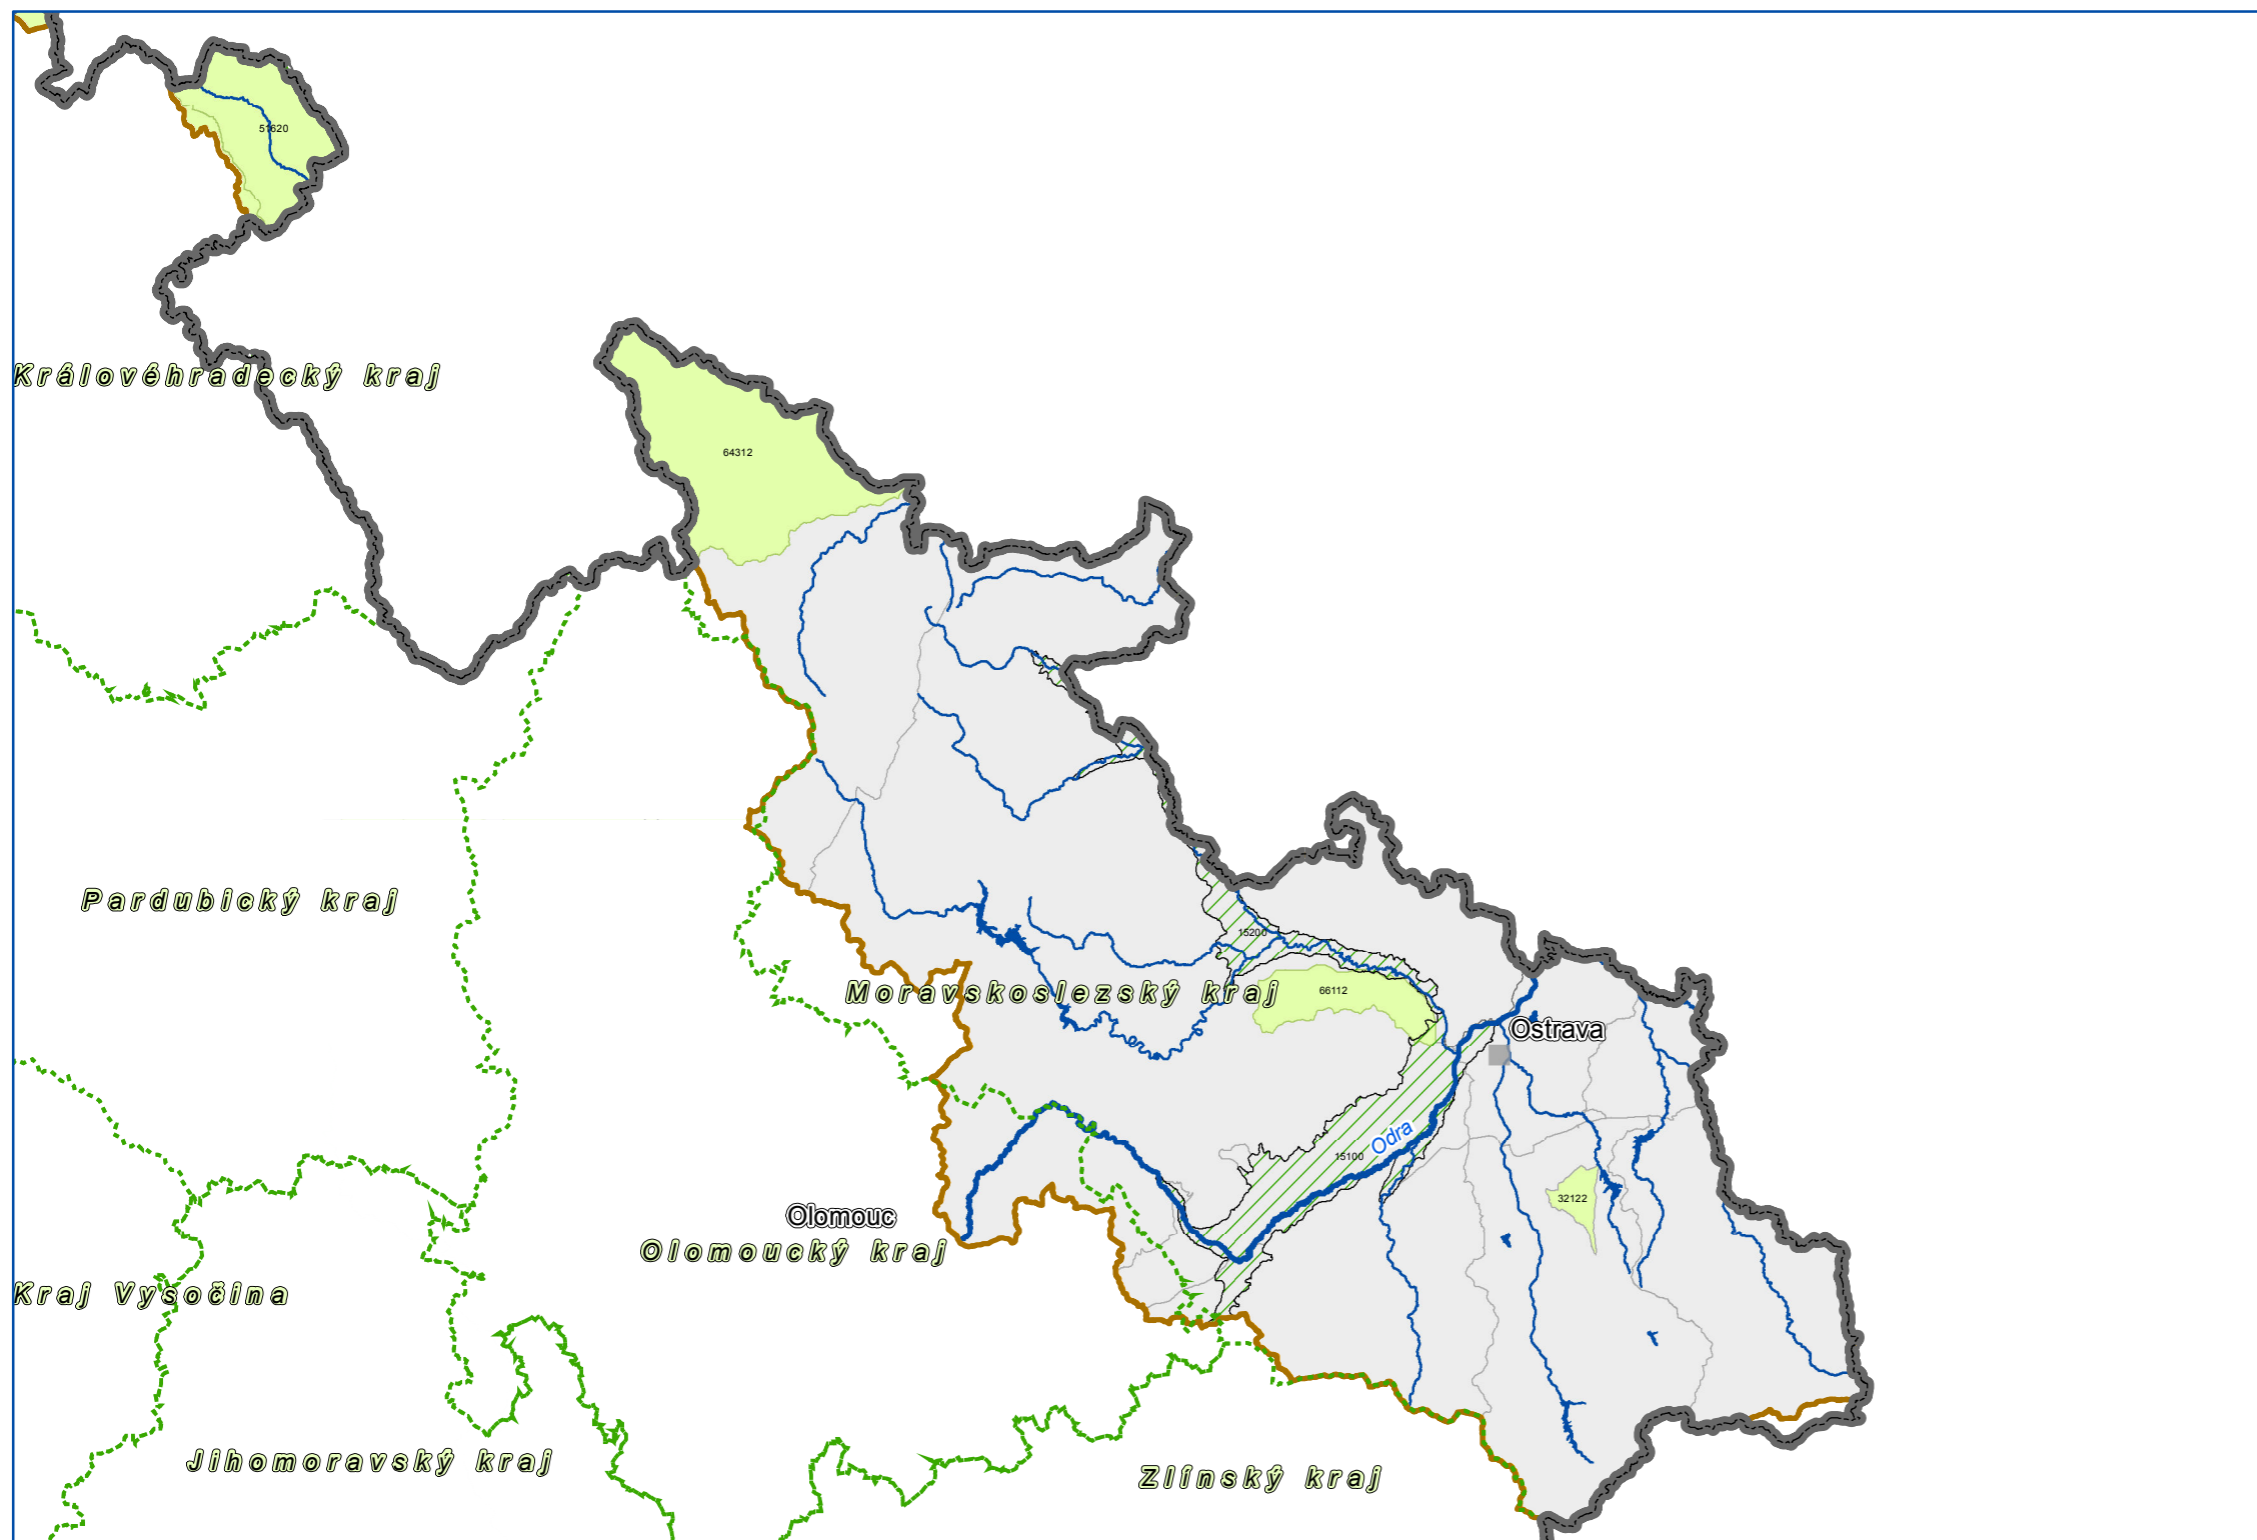 51620
Královéhradecký kraj
64312
Pardubický kraj
15200
66112
Moravskoslezský kraj
Ostrava
Odra
15100
32122
Olomouc
Olomoucký kraj
Kraj Vysočina
Jihomoravský kraj
Zlínský kraj